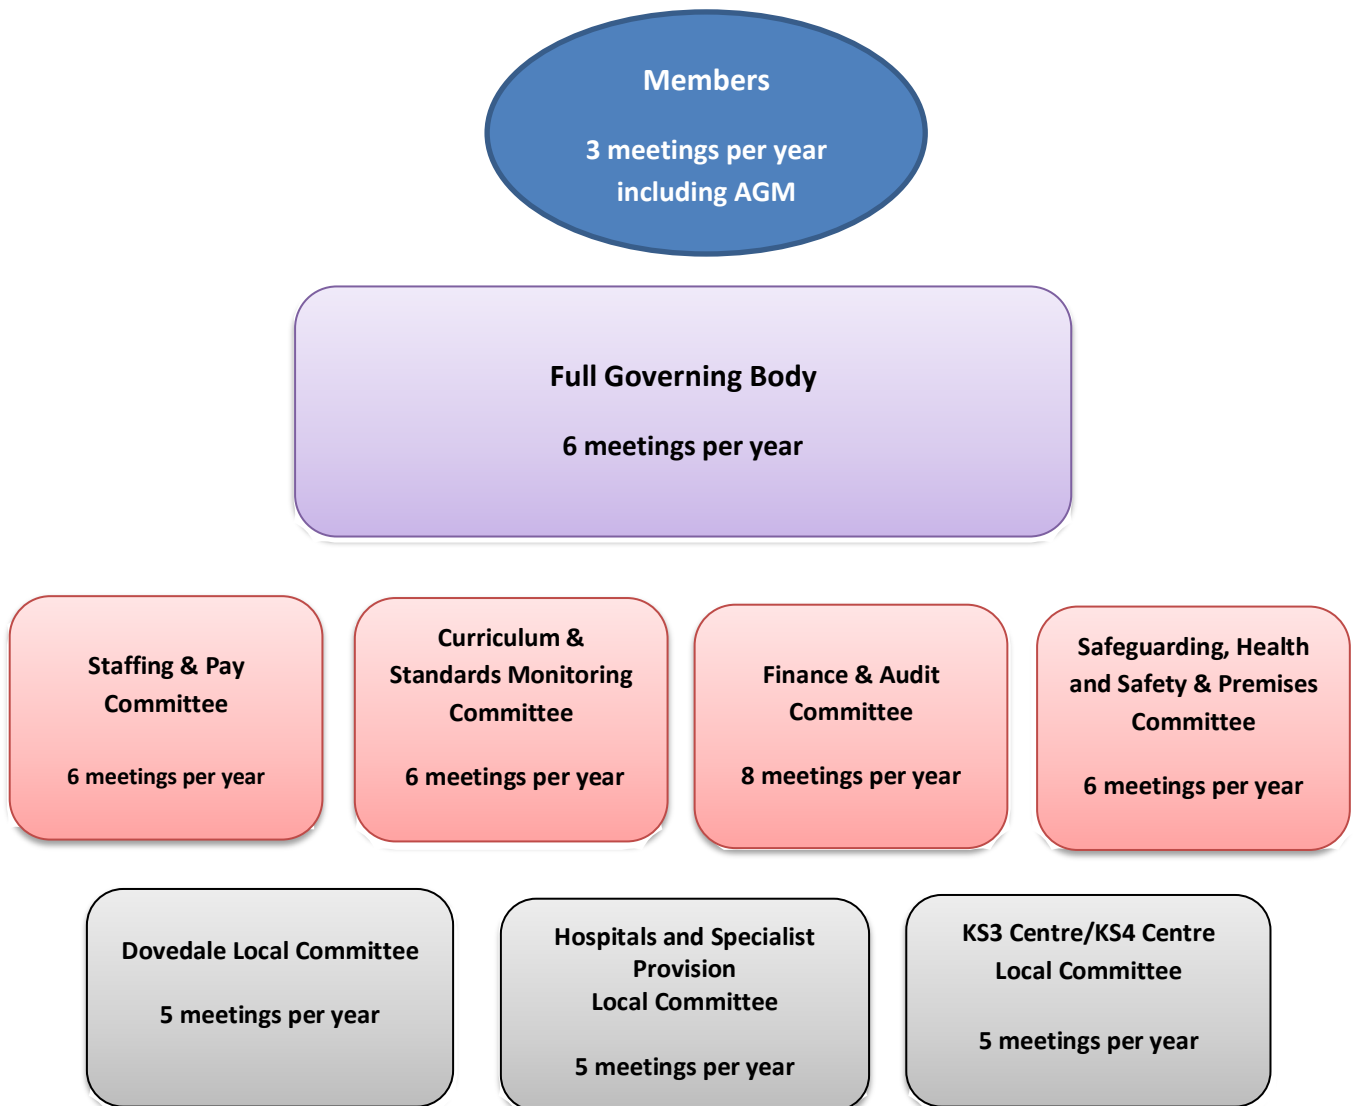 Members
3 meetings per year
including AGM
Full Governing Body
6 meetings per year
Staffing & Pay
Committee
6 meetings per year
Curriculum &
Standards Monitoring
Committee
6 meetings per year
Finance & Audit
Committee
8 meetings per year
Safeguarding, Health
and Safety & Premises
Committee
6 meetings per year
Dovedale Local Committee
5 meetings per year
Hospitals and Specialist
Provision
Local Committee
5 meetings per year
KS3 Centre/KS4 Centre
Local Committee
5 meetings per year